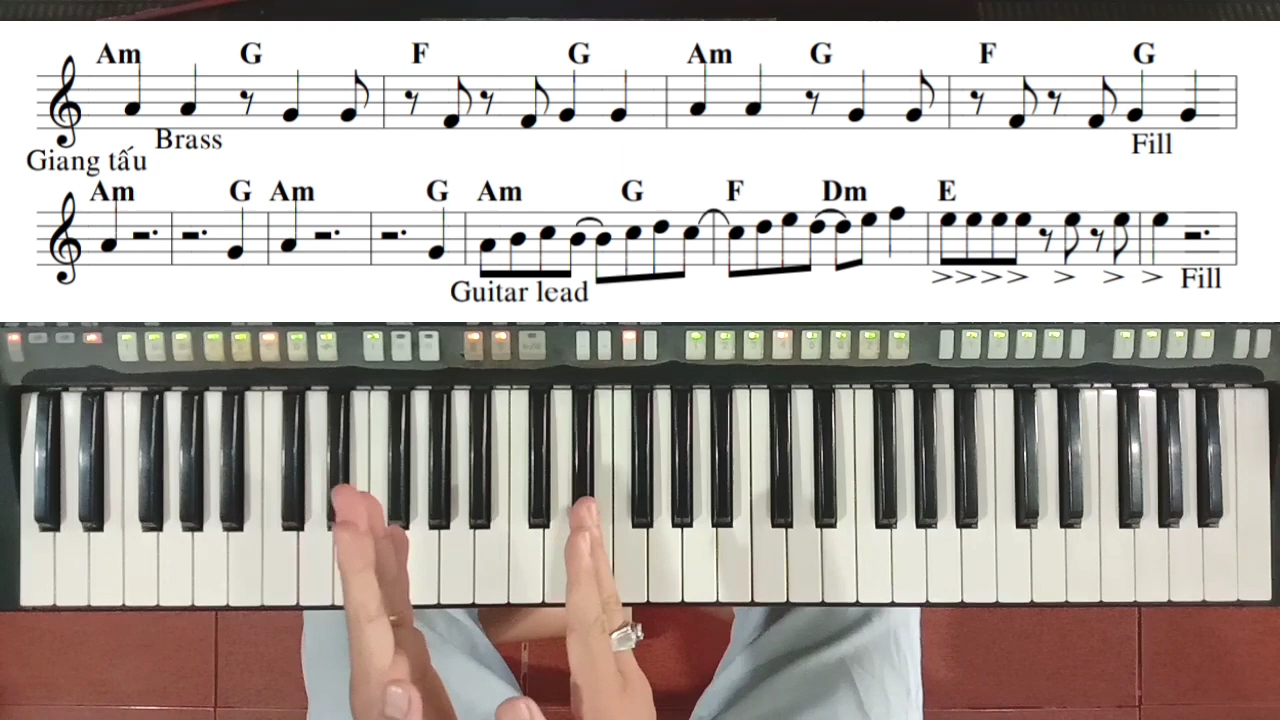 Am G F G Am G F G
Brass Fill
Giang tấu
Am G Am G Am G F Dm E
Guitar lead Fill